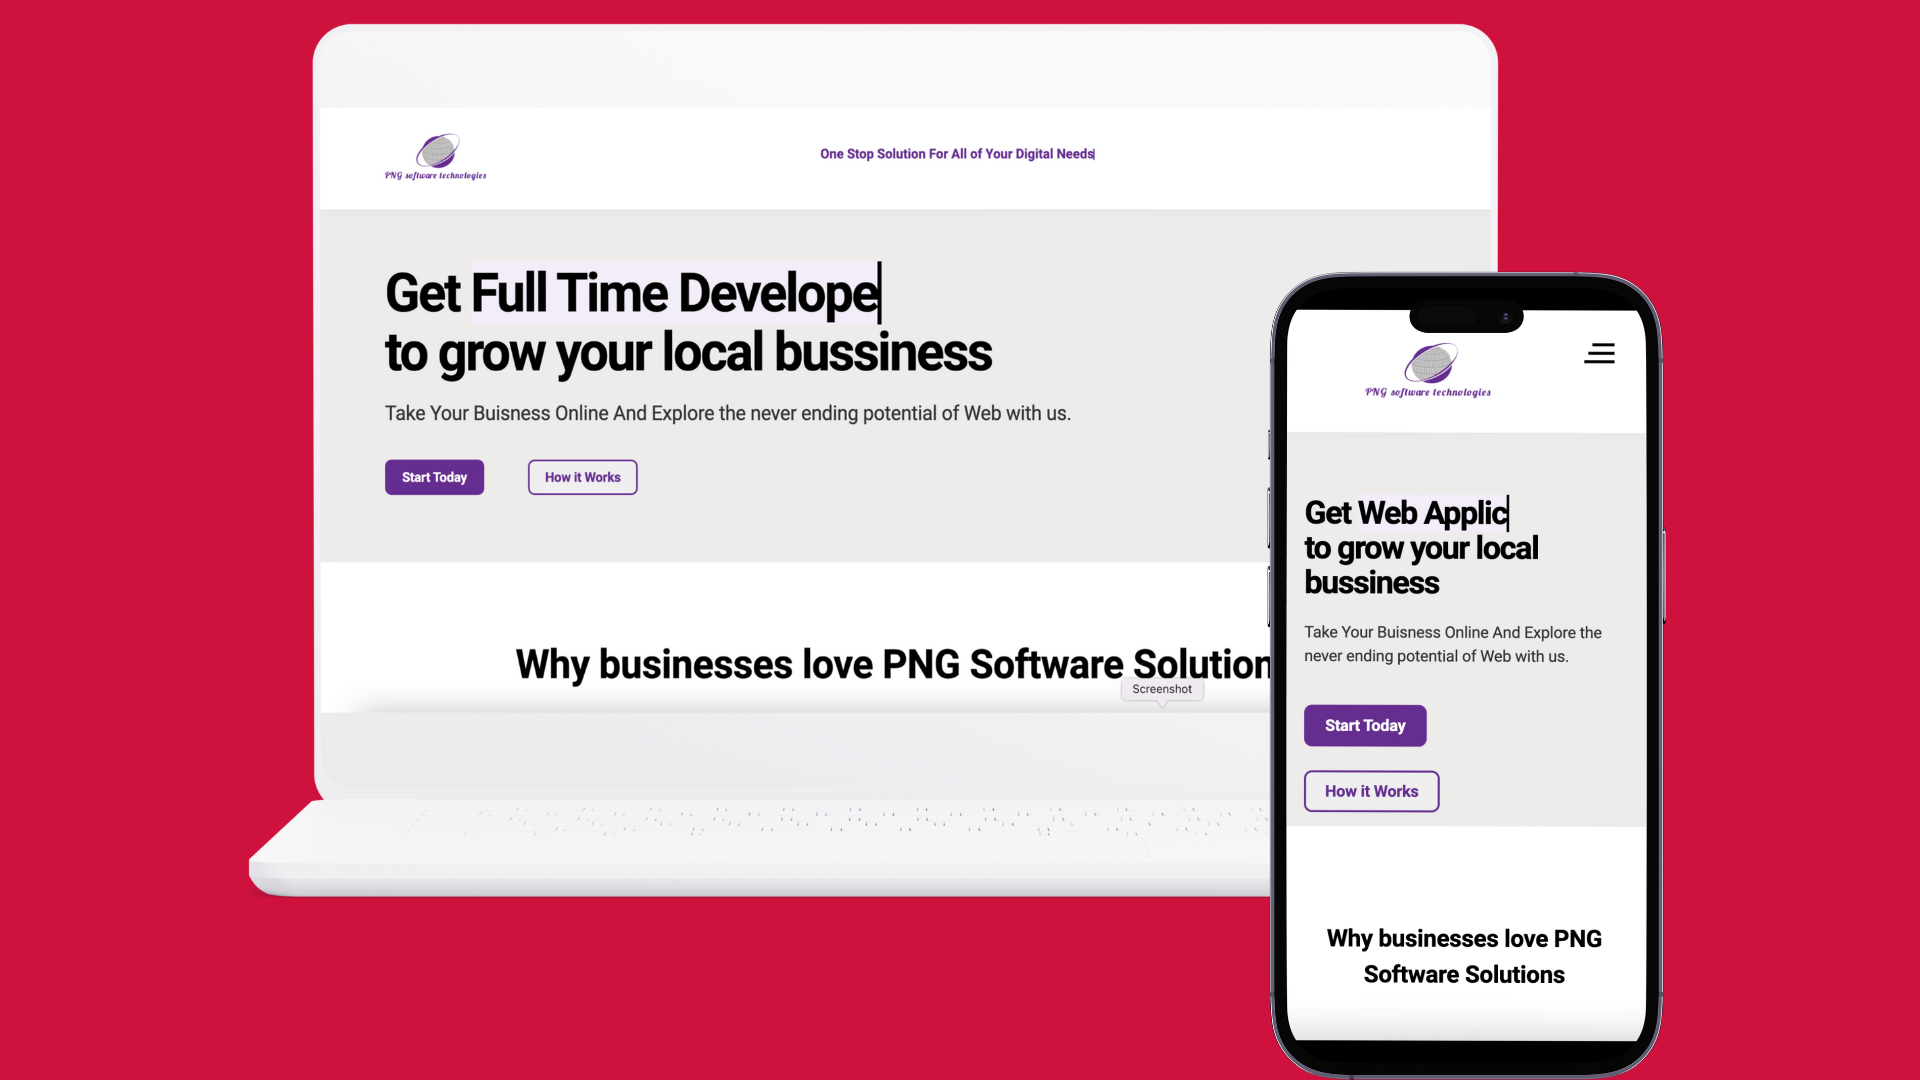 PNG software technologies
One Stop Solution For All of Your Digital Needs
Get Full Time Develope
to grow your local bussiness
Take Your Buisness Online And Explore the never ending potential of Web with us.
Start Today
How it Works
Why businesses love PNG Software Solution
Screenshot
PNG software technologies
Get Web Applic
to grow your local
bussiness
Take Your Buisness Online And Explore the
never ending potential of Web with us.
Start Today
How it Works
Why businesses love PNG
Software Solutions